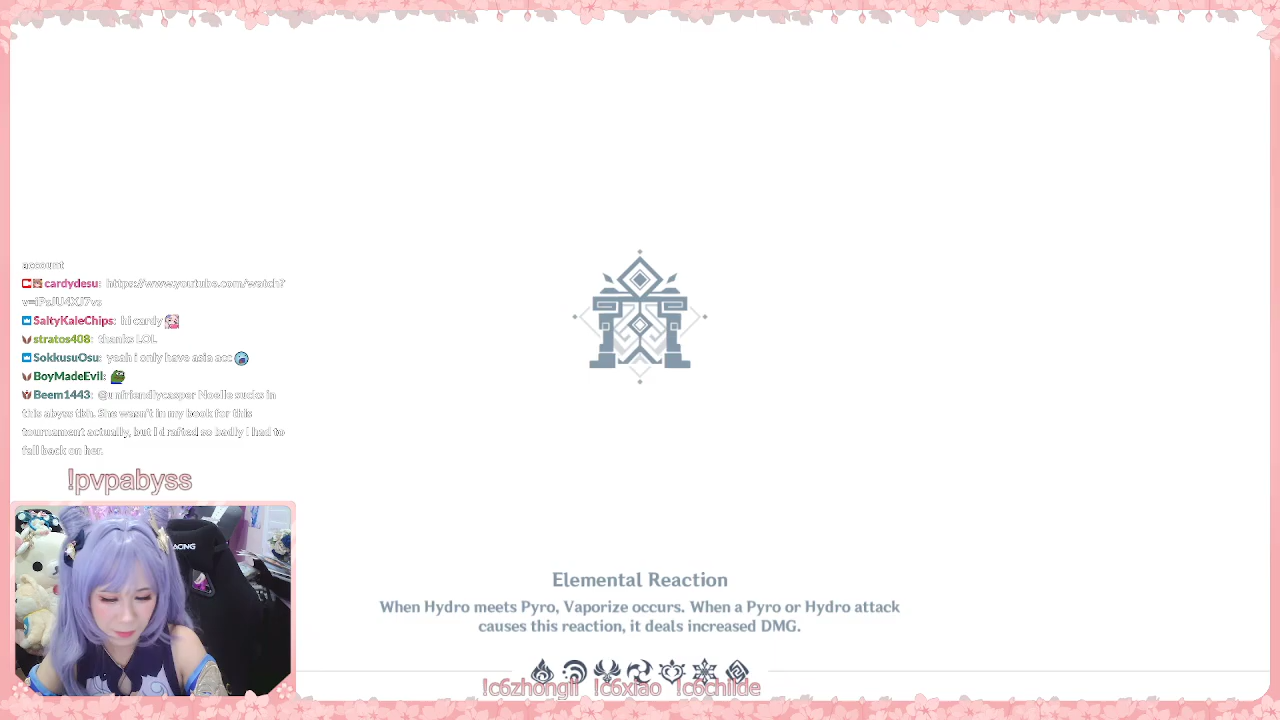 account
cardydesu: https://www.youtube.com/watch?
SaltyKaleChips: hi cardy
stratos408: thanks LOL
SokkusuOsu: yeah i only have asia acc
BoyMadeEvil:
Beem1443: @unfriendlycasper Noelle sucks in
this abyss tbh. She wasn't in my book for this
tournament actually, but I drafted so badly I had to
fall back on her.
!pvpabyss
ACING
Elemental Reaction
When Hydro meets Pyro, Vaporize occurs. When a Pyro or Hydro attack
causes this reaction, it deals increased DMG.
!c6zhongli !c6xiao !c6childe